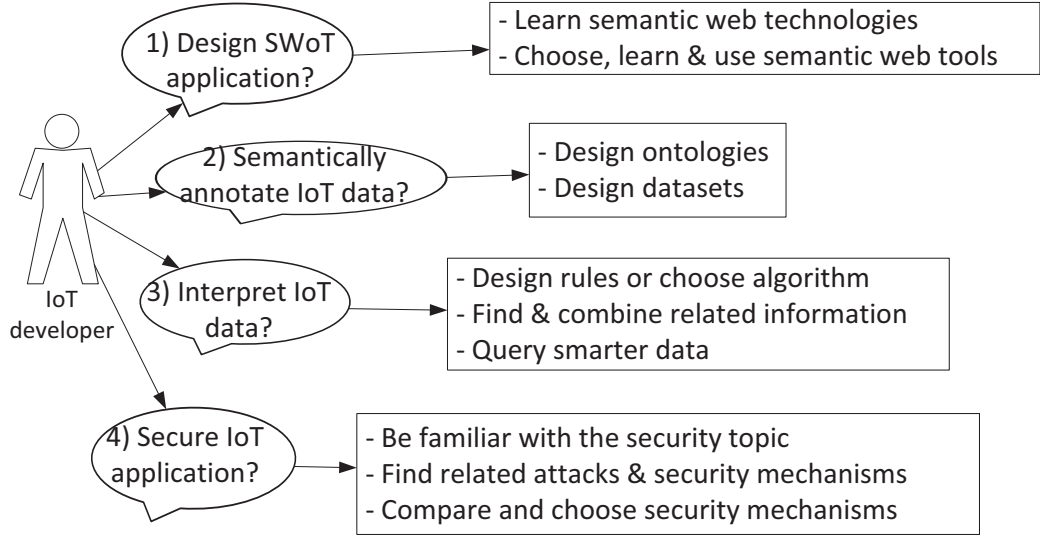 1) Design SWoT
application?
- Learn semantic web technologies
- Choose, learn & use semantic web tools
2) Semantically
annotate IoT data?
- Design ontologies
- Design datasets
IoT
developer
3) Interpret IoT
data?
- Design rules or choose algorithm
- Find & combine related information
- Query smarter data
4) Secure IoT
application?
- Be familiar with the security topic
- Find related attacks & security mechanisms
- Compare and choose security mechanisms